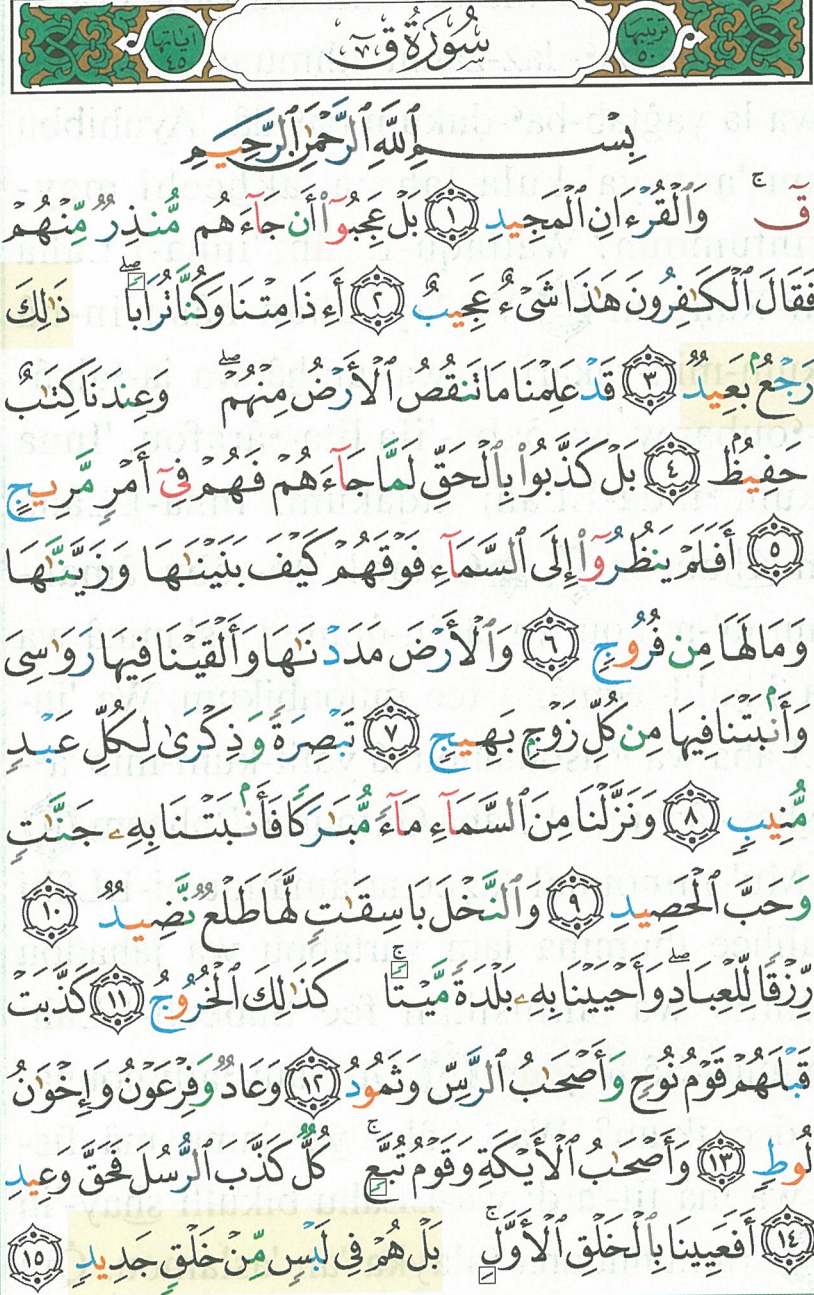 ترتيبها ٥٠ سُورَةُ قٓ آياتها ٤٥
بِسْمِ ٱللَّهِ ٱلرَّحْمَٰنِ ٱلرَّحِيمِ
قٓ ۚ وَٱلْقُرْءَانِ ٱلْمَجِيدِ ١ بَلْ عَجِبُوٓا۟ أَن جَآءَهُم مُّنذِرٌ مِّنْهُمْ
فَقَالَ ٱلْكَٰفِرُونَ هَٰذَا شَىْءٌ عَجِيبٌ ٢ أَءِذَا مِتْنَا وَكُنَّا تُرَابًا ۖ ذَٰلِكَ
رَجْعٌۢ بَعِيدٌ ٣ قَدْ عَلِمْنَا مَا تَنقُصُ ٱلْأَرْضُ مِنْهُمْ ۖ وَعِندَنَا كِتَٰبٌ
حَفِيظٌۢ ٤ بَلْ كَذَّبُوا۟ بِٱلْحَقِّ لَمَّا جَآءَهُمْ فَهُمْ فِىٓ أَمْرٍ مَّرِيجٍ
٥ أَفَلَمْ يَنظُرُوٓا۟ إِلَى ٱلسَّمَآءِ فَوْقَهُمْ كَيْفَ بَنَيْنَٰهَا وَزَيَّنَّٰهَا
وَمَا لَهَا مِن فُرُوجٍ ٦ وَٱلْأَرْضَ مَدَدْنَٰهَا وَأَلْقَيْنَا فِيهَا رَوَٰسِىَ
وَأَنۢبَتْنَا فِيهَا مِن كُلِّ زَوْجٍۭ بَهِيجٍ ٧ تَبْصِرَةً وَذِكْرَىٰ لِكُلِّ عَبْدٍ
مُّنِيبٍ ٨ وَنَزَّلْنَا مِنَ ٱلسَّمَآءِ مَآءً مُّبَٰرَكًا فَأَنۢبَتْنَا بِهِۦ جَنَّٰتٍ
وَحَبَّ ٱلْحَصِيدِ ٩ وَٱلنَّخْلَ بَاسِقَٰتٍ لَّهَا طَلْعٌ نَّضِيدٌ ١٠
رِّزْقًا لِّلْعِبَادِ ۖ وَأَحْيَيْنَا بِهِۦ بَلْدَةً مَّيْتًا ۚ كَذَٰلِكَ ٱلْخُرُوجُ ١١ كَذَّبَتْ
قَبْلَهُمْ قَوْمُ نُوحٍ وَأَصْحَٰبُ ٱلرَّسِّ وَثَمُودُ ١٢ وَعَادٌ وَفِرْعَوْنُ وَإِخْوَٰنُ
لُوطٍ ١٣ وَأَصْحَٰبُ ٱلْأَيْكَةِ وَقَوْمُ تُبَّعٍ ۚ كُلٌّ كَذَّبَ ٱلرُّسُلَ فَحَقَّ وَعِيدِ
١٤ أَفَعَيِينَا بِٱلْخَلْقِ ٱلْأَوَّلِ ۚ بَلْ هُمْ فِى لَبْسٍ مِّنْ خَلْقٍ جَدِيدٍ ١٥